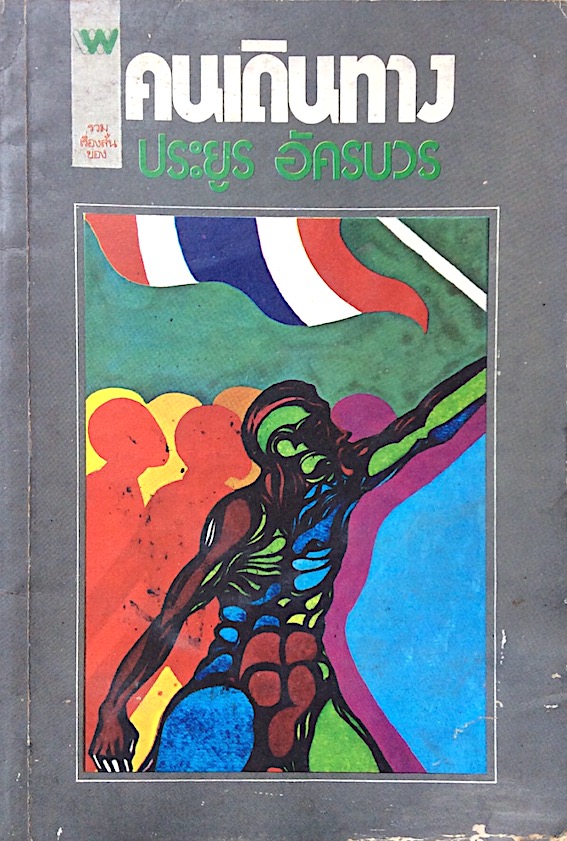 คนเดินทาง
รวม
เรื่องสั้น
ของ
ประยูร อัครบวร